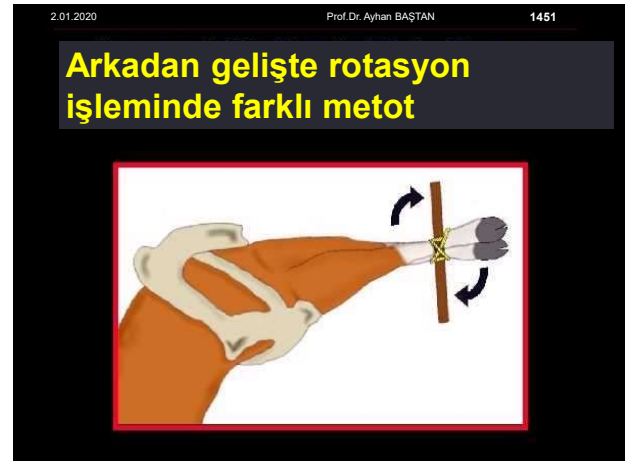 2.01.2020 Prof.Dr. Ayhan BAŞTAN 1451
Arkadan gelişte rotasyon
işleminde farklı metot